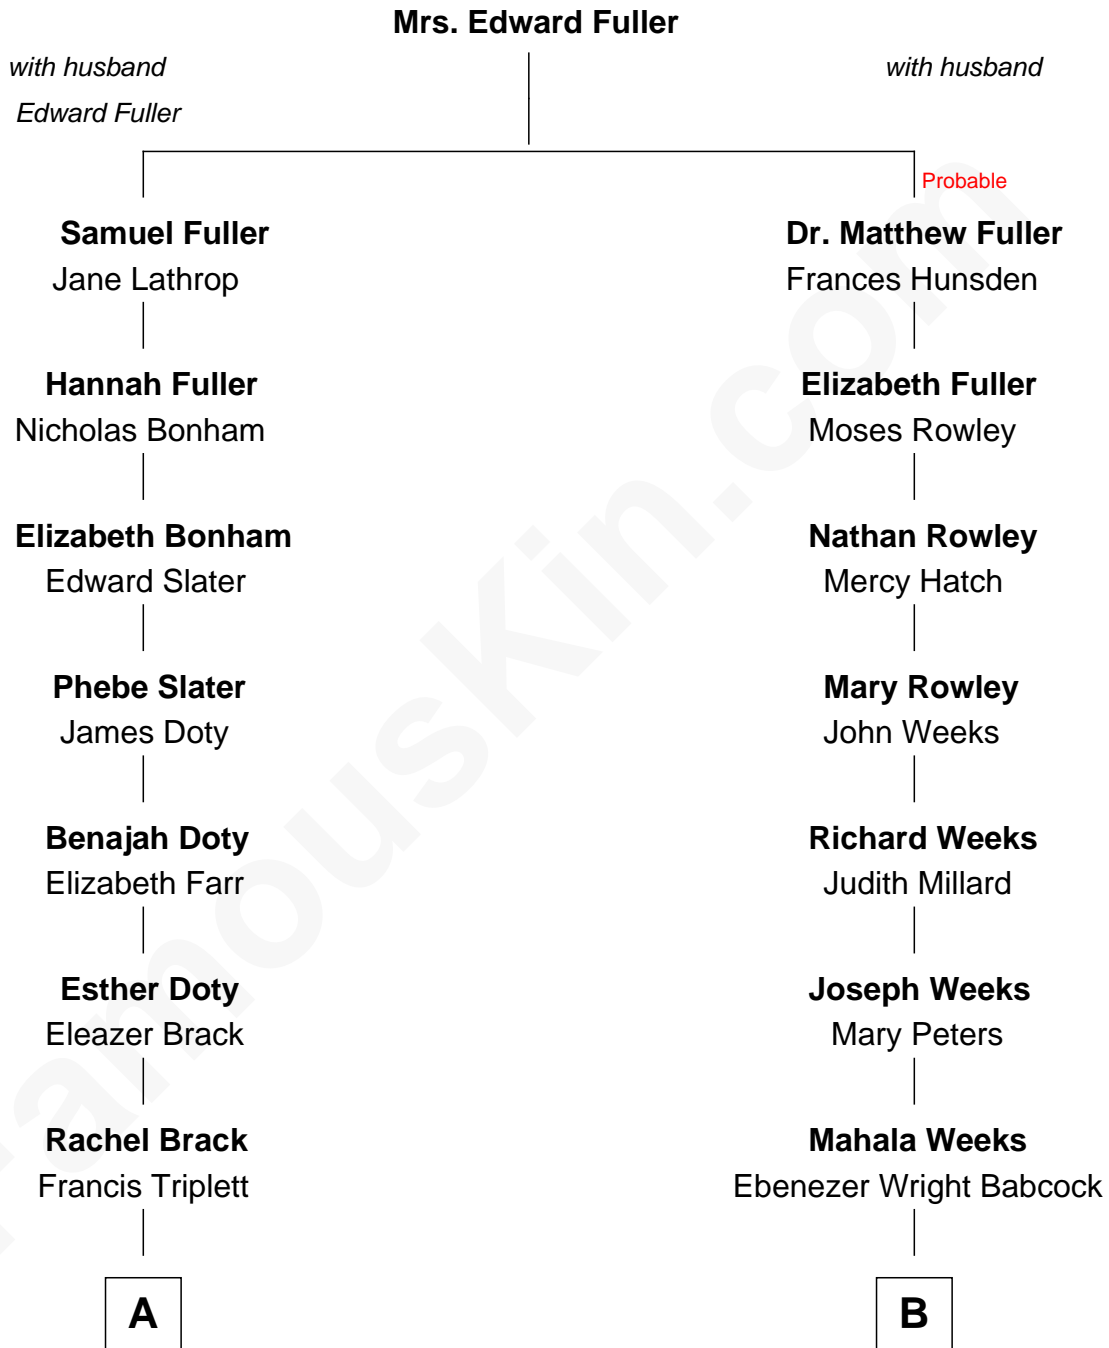 Mrs. Edward Fuller
with husband
Edward Fuller
with husband
Probable
Samuel Fuller
Jane Lathrop
Dr. Matthew Fuller
Frances Hunsden
Hannah Fuller
Nicholas Bonham
Elizabeth Fuller
Moses Rowley
Elizabeth Bonham
Edward Slater
Nathan Rowley
Mercy Hatch
Phebe Slater
James Doty
Mary Rowley
John Weeks
Benajah Doty
Elizabeth Farr
Richard Weeks
Judith Millard
Esther Doty
Eleazer Brack
Joseph Weeks
Mary Peters
Rachel Brack
Francis Triplett
Mahala Weeks
Ebenezer Wright Babcock
A
B
FamousKin.com